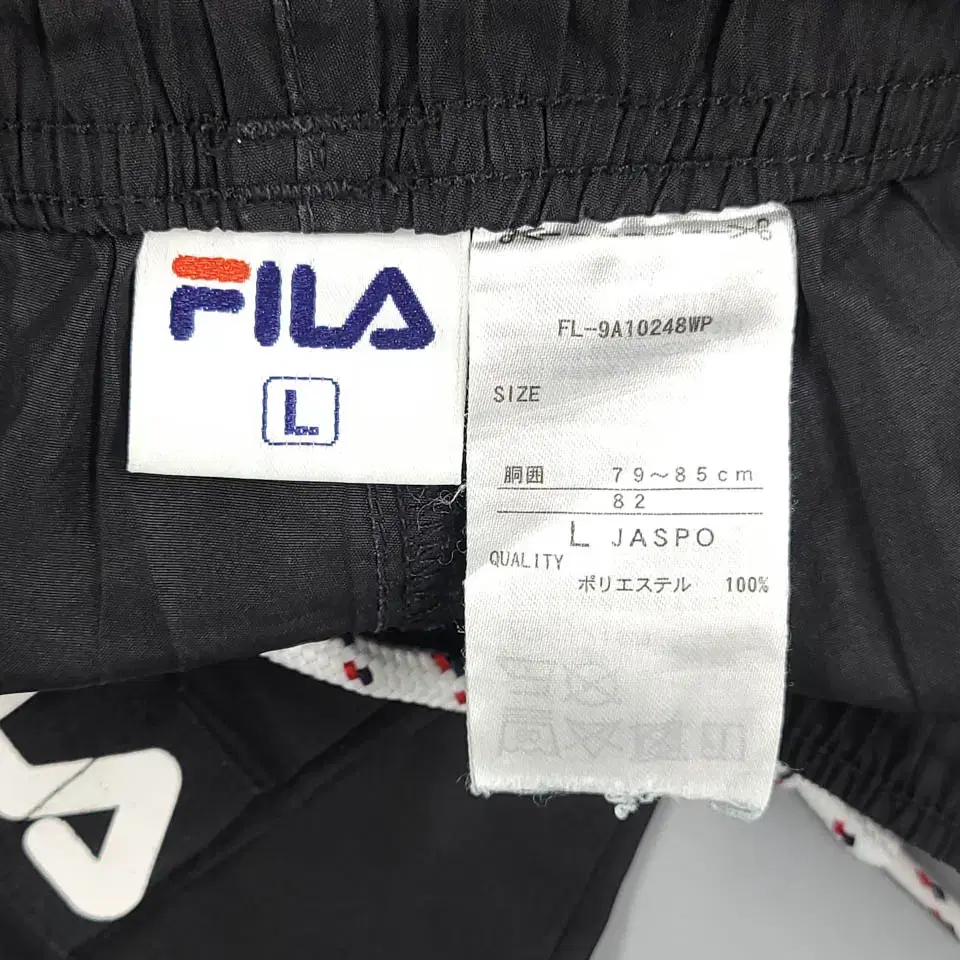 FILA
L
FL-9A10248WP
SIZE
胴囲 79～85cm
82
L JASPO
QUALITY
ポリエステル 100%